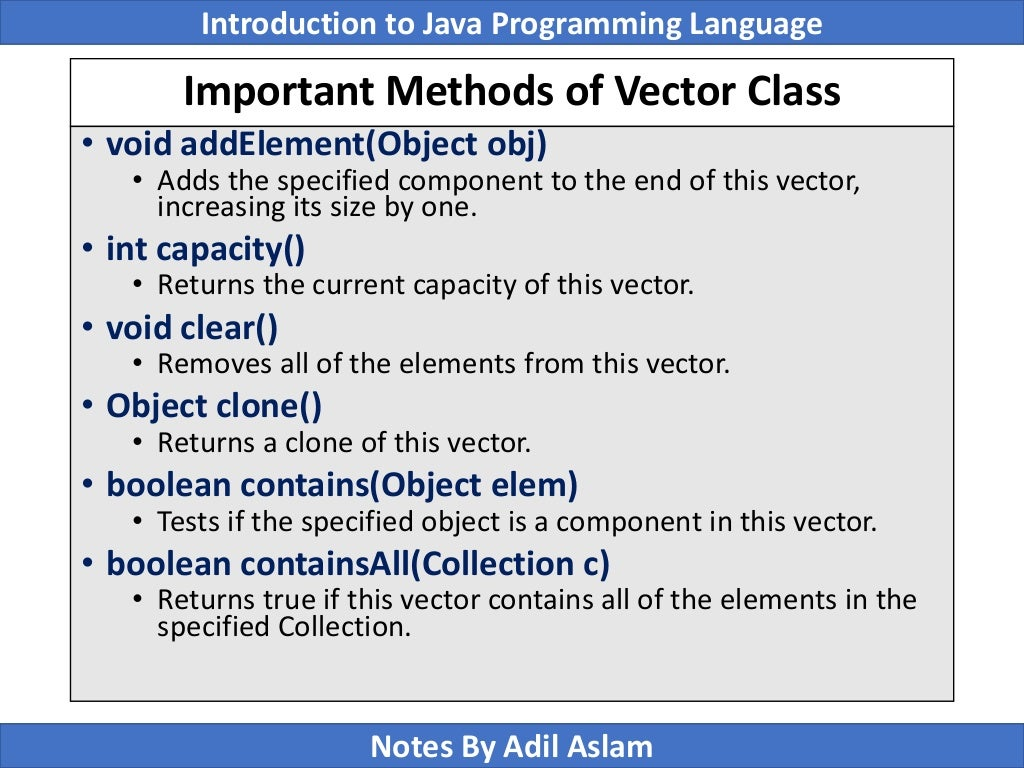 Introduction to Java Programming Language
Important Methods of Vector Class
• void addElement(Object obj)
• Adds the specified component to the end of this vector,
increasing its size by one.
• int capacity()
• Returns the current capacity of this vector.
• void clear()
• Removes all of the elements from this vector.
• Object clone()
• Returns a clone of this vector.
• boolean contains(Object elem)
• Tests if the specified object is a component in this vector.
• boolean containsAll(Collection c)
• Returns true if this vector contains all of the elements in the
specified Collection.
Notes By Adil Aslam